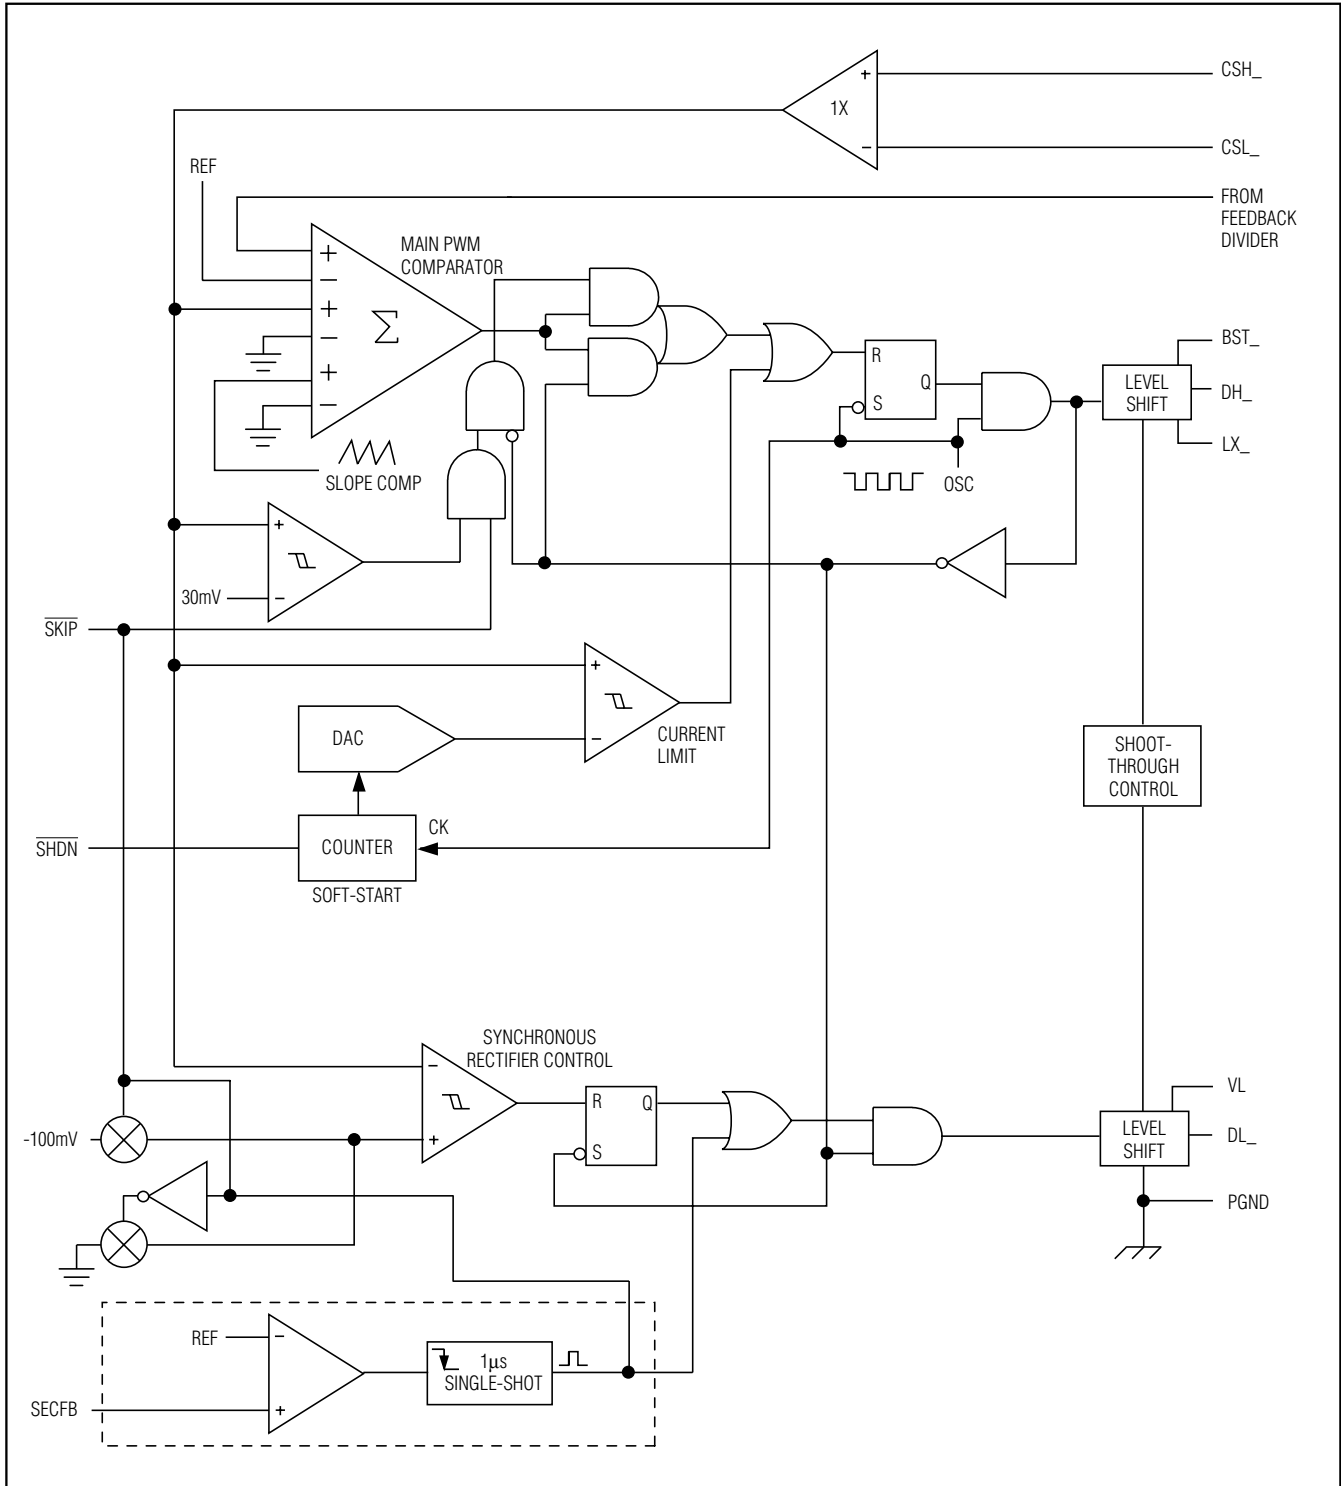 CSH_
+
1X
−
CSL_
REF
FROM
FEEDBACK
DIVIDER
MAIN PWM
COMPARATOR
+
−
+
−
+
−
Σ
R
Q
S
BST_
LEVEL
SHIFT
DH_
LX_
SLOPE COMP
OSC
+
30mV
−
SKIP
+
−
CURRENT
LIMIT
DAC
SHOOT-
THROUGH
CONTROL
CK
SHDN
COUNTER
SOFT-START
SYNCHRONOUS
RECTIFIER CONTROL
−
+
R
Q
S
VL
LEVEL
SHIFT
DL_
-100mV
PGND
REF
−
1µs
SINGLE-SHOT
SECFB
+